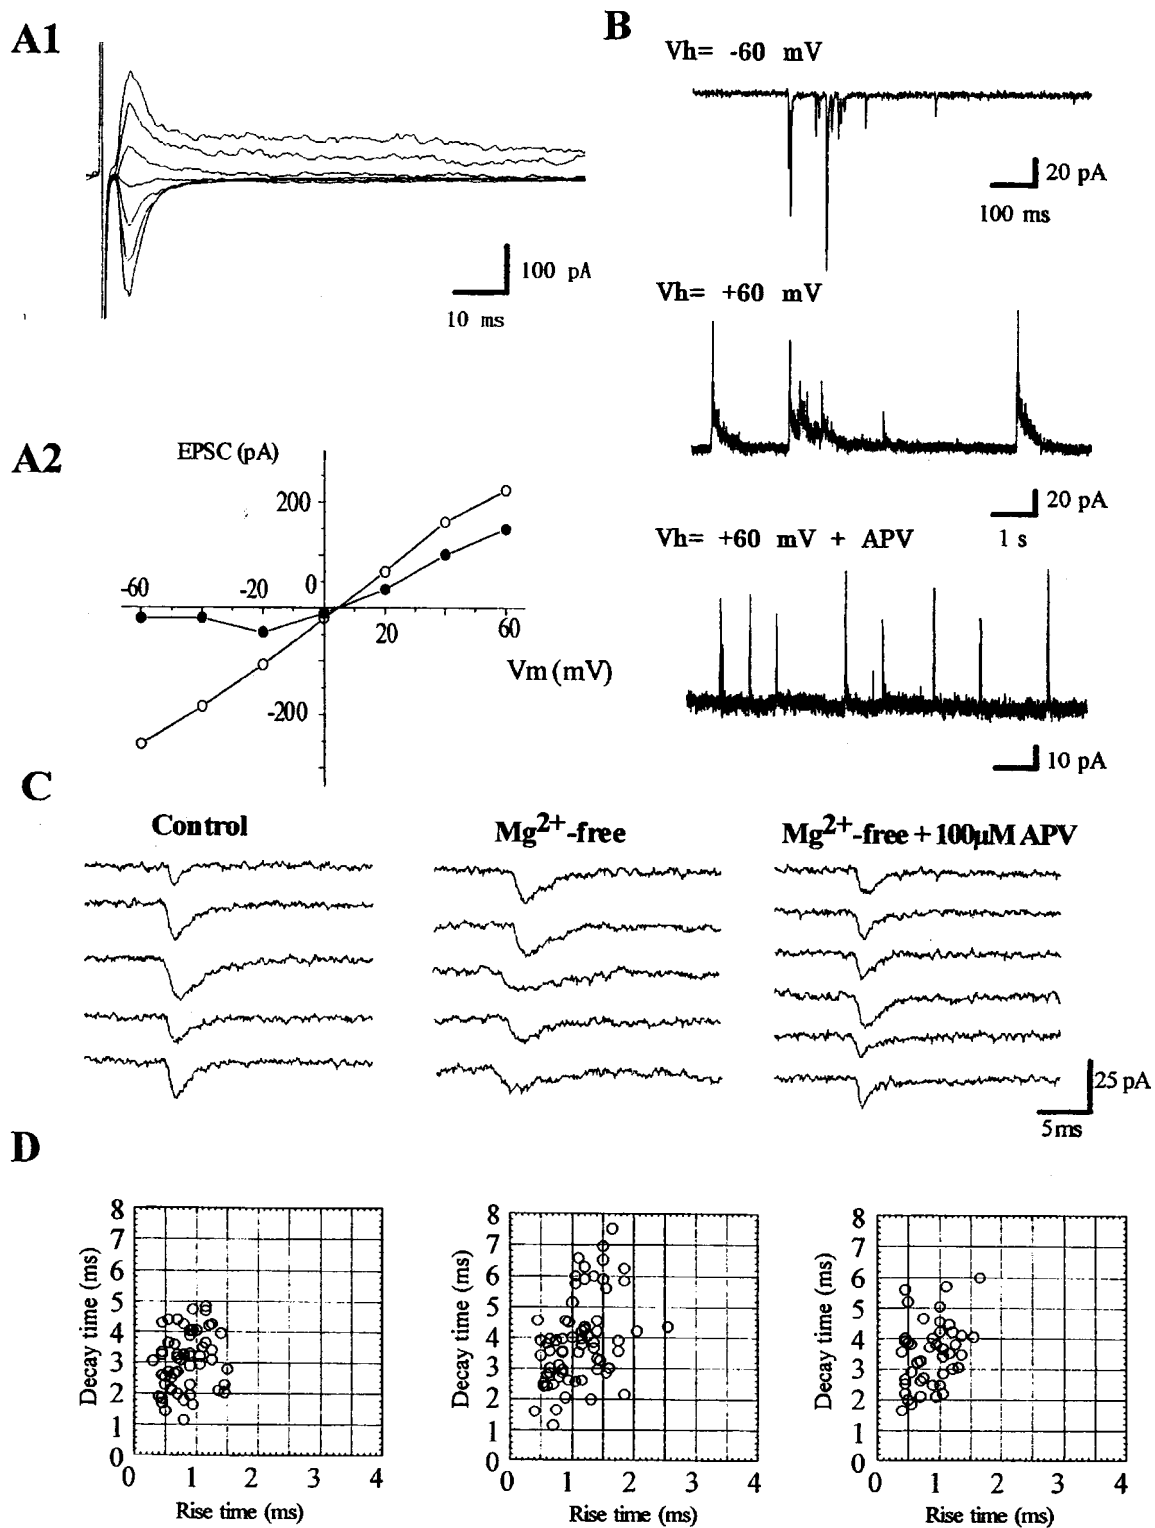 A1
100 pA
10 ms
A2
EPSC (pA)
200
-60
-20
0
20
60
Vm (mV)
-200
B
Vh= -60 mV
20 pA
100 ms
Vh= +60 mV
20 pA
1 s
Vh= +60 mV + APV
10 pA
C
Control
Mg2+-free
Mg2+-free + 100µM APV
25 pA
5ms
D
8
7
6
5
4
3
2
1
0
Decay time (ms)
0 1 2 3 4
Rise time (ms)
8
7
6
5
4
3
2
1
0
Decay time (ms)
0 1 2 3 4
Rise time (ms)
8
7
6
5
4
3
2
1
0
Decay time (ms)
0 1 2 3 4
Rise time (ms)